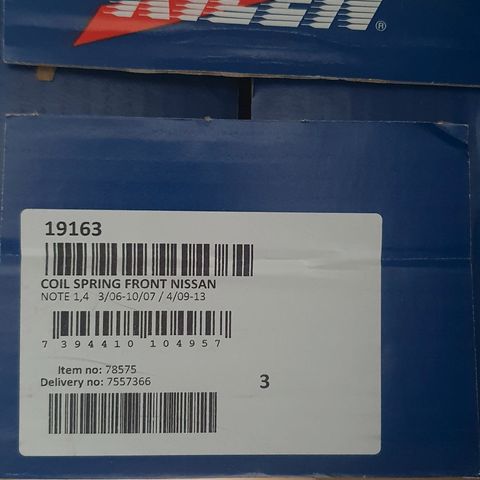 ®
19163
COIL SPRING FRONT NISSAN
NOTE 1,4 3/06-10/07 / 4/09-13
7 394410 104957
Item no: 78575
Delivery no: 7557366
3